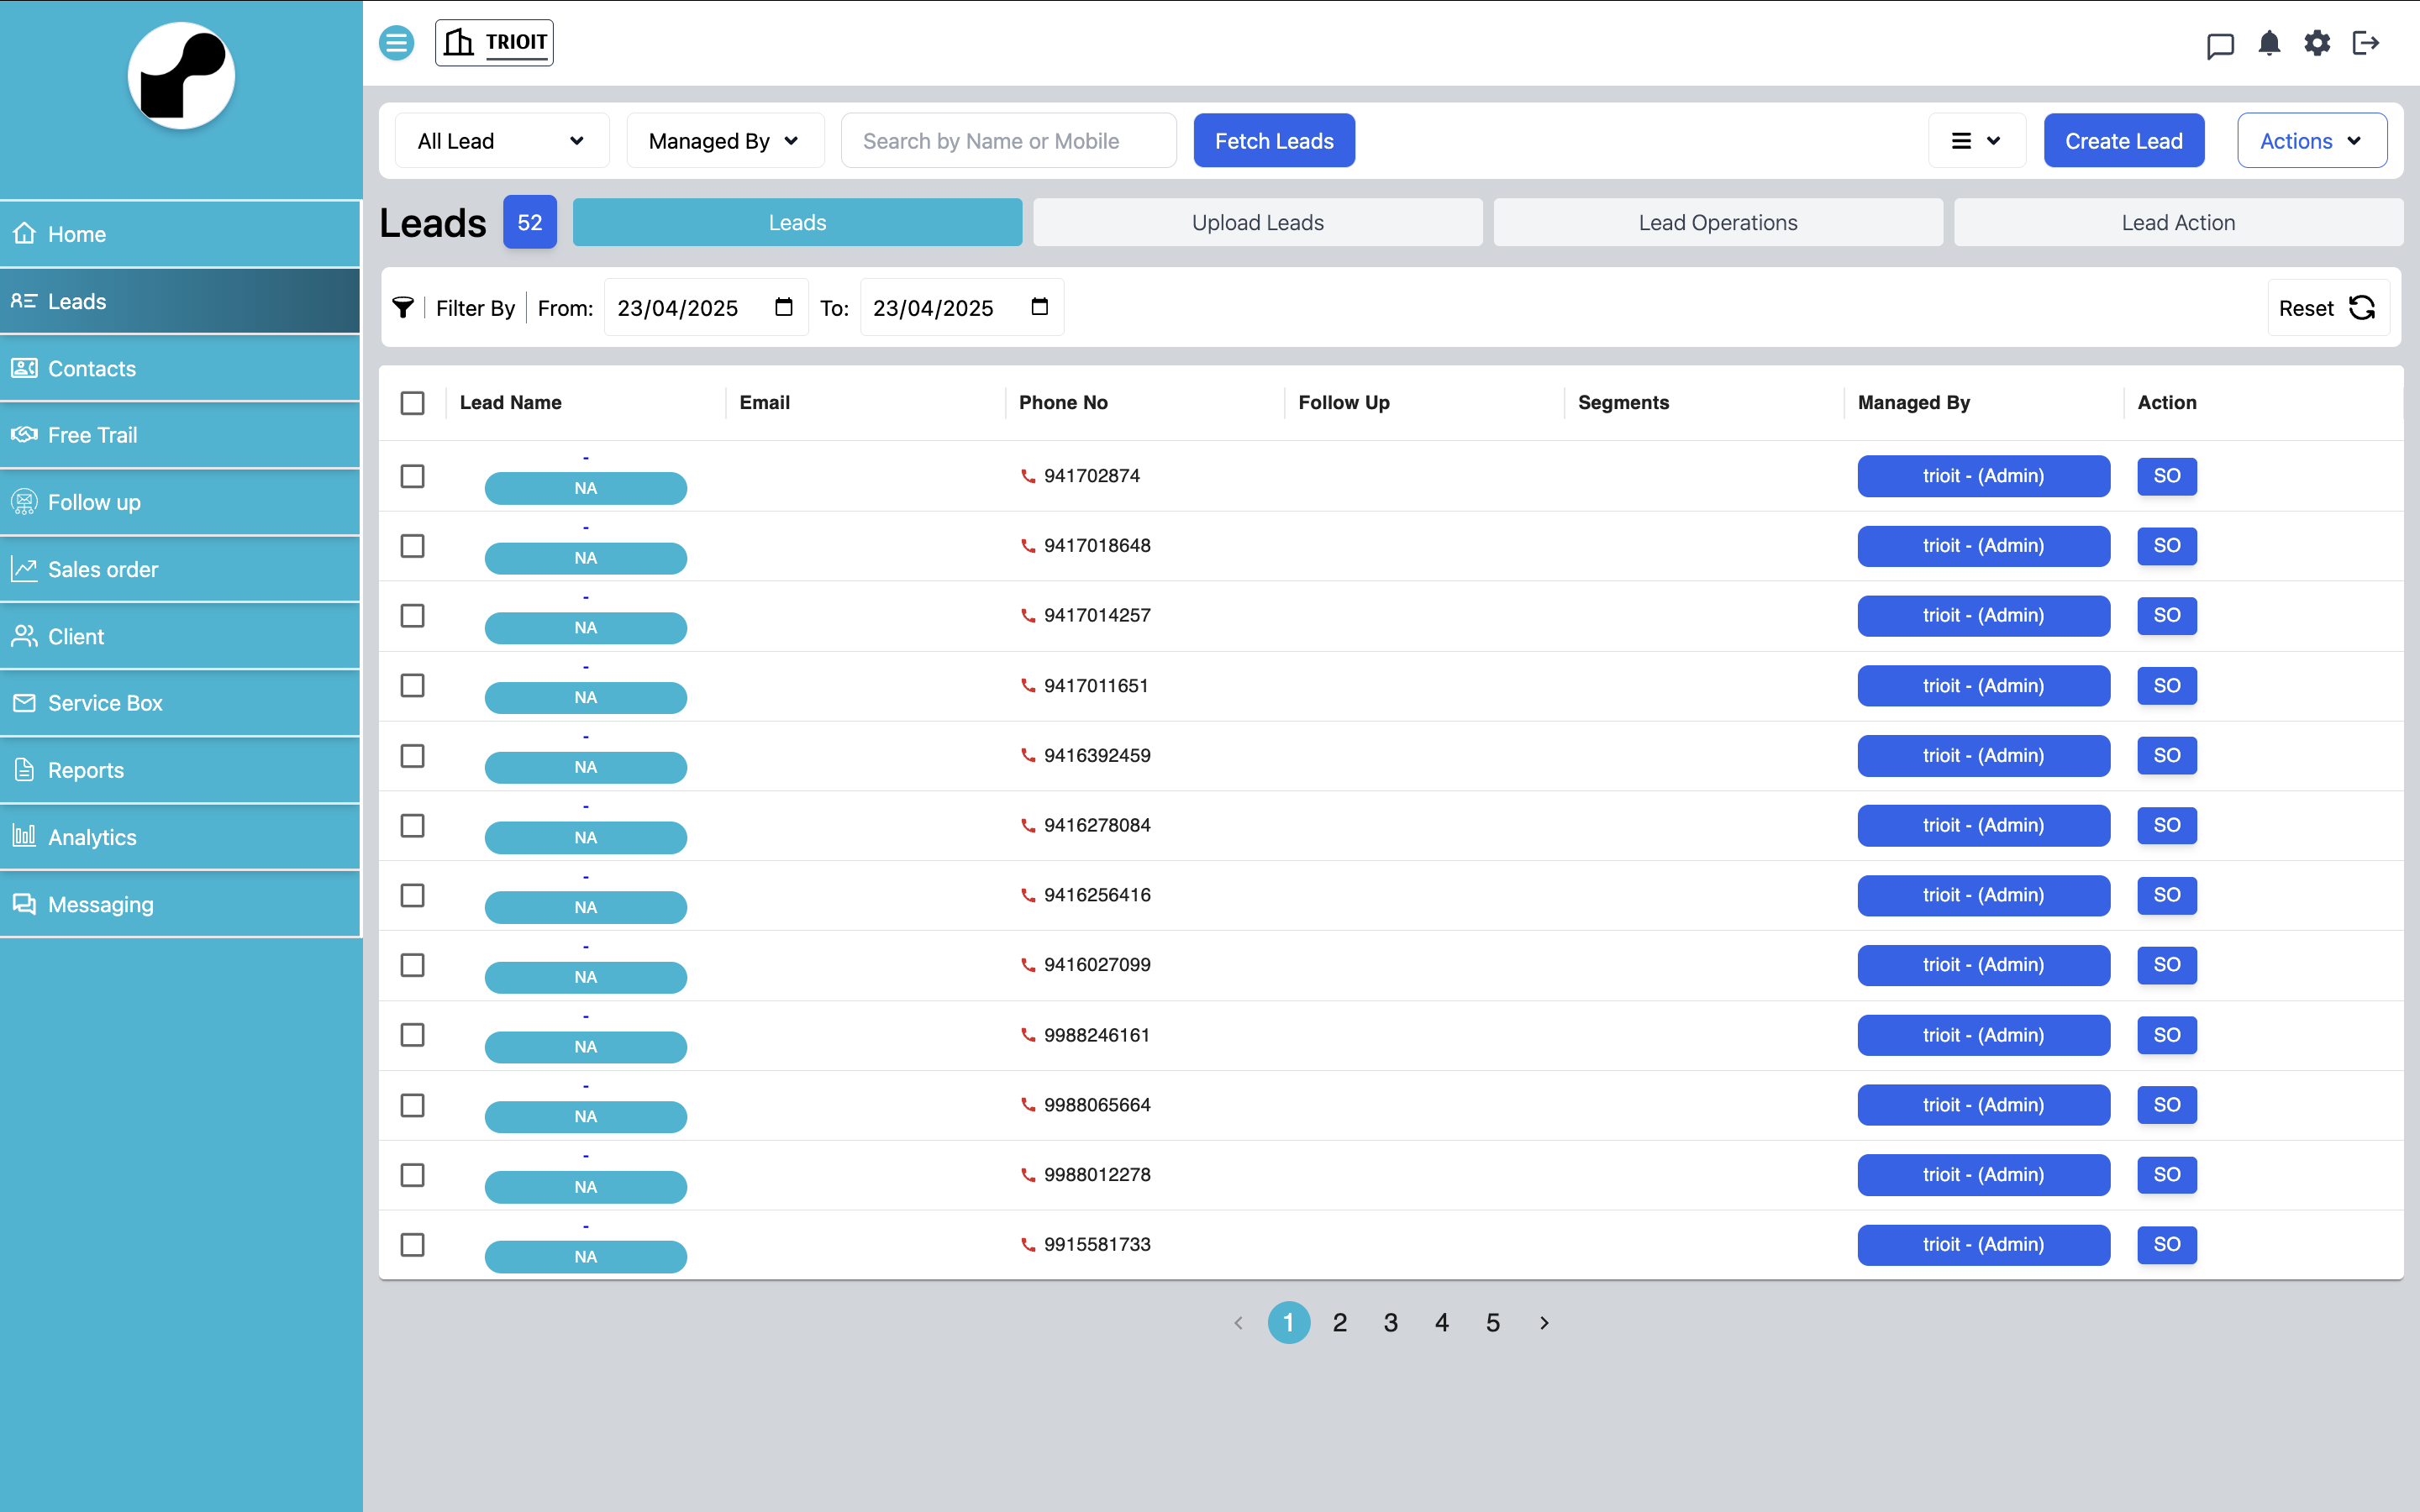 TRIOIT
All Lead
Managed By
Search by Name or Mobile
Fetch Leads
Create Lead
Actions
Home
Leads
Contacts
Free Trail
Follow up
Sales order
Client
Service Box
Reports
Analytics
Messaging
Leads 52 Leads Upload Leads Lead Operations Lead Action
Filter By From: 23/04/2025 To: 23/04/2025 Reset
Lead Name Email Phone No Follow Up Segments Managed By Action
-
NA 941702874 trioit - (Admin) SO
-
NA 9417018648 trioit - (Admin) SO
-
NA 9417014257 trioit - (Admin) SO
-
NA 9417011651 trioit - (Admin) SO
-
NA 9416392459 trioit - (Admin) SO
-
NA 9416278084 trioit - (Admin) SO
-
NA 9416256416 trioit - (Admin) SO
-
NA 9416027099 trioit - (Admin) SO
-
NA 9988246161 trioit - (Admin) SO
-
NA 9988065664 trioit - (Admin) SO
-
NA 9988012278 trioit - (Admin) SO
-
NA 9915581733 trioit - (Admin) SO
1 2 3 4 5